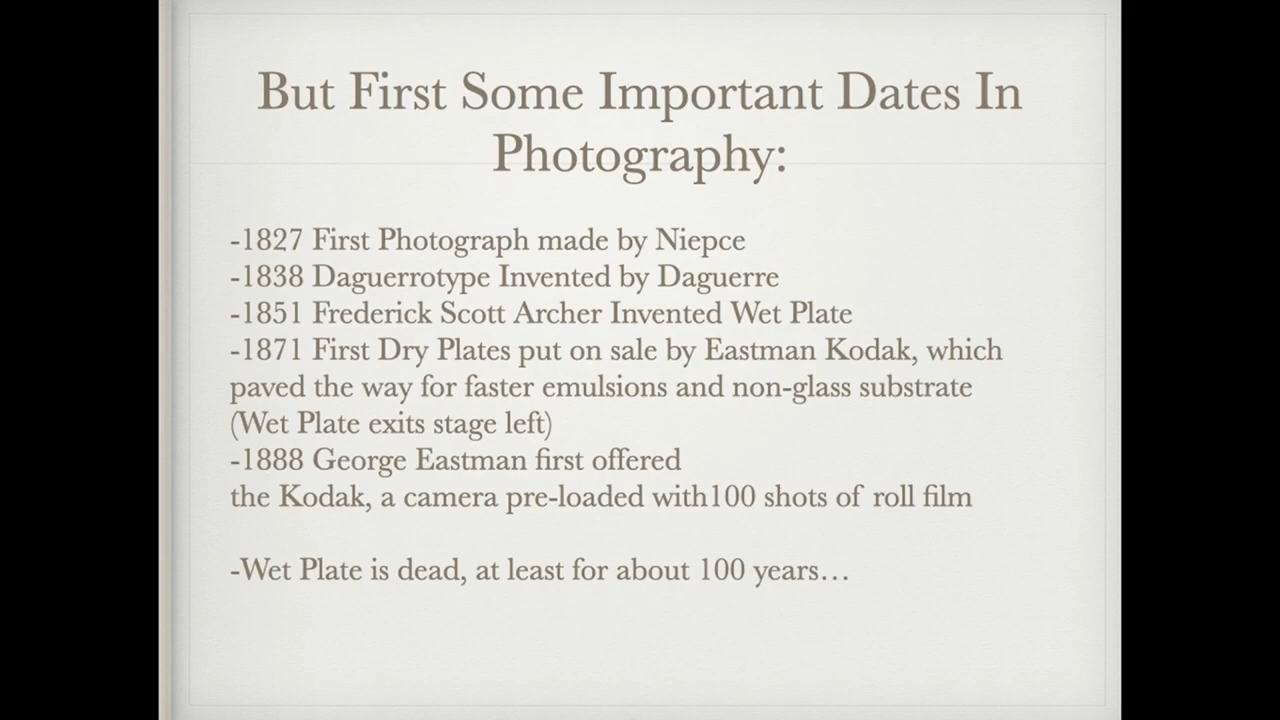 But First Some Important Dates In
Photography:
-1827 First Photograph made by Niepce
-1838 Daguerrotype Invented by Daguerre
-1851 Frederick Scott Archer Invented Wet Plate
-1871 First Dry Plates put on sale by Eastman Kodak, which
paved the way for faster emulsions and non-glass substrate
(Wet Plate exits stage left)
-1888 George Eastman first offered
the Kodak, a camera pre-loaded with100 shots of roll film
-Wet Plate is dead, at least for about 100 years…